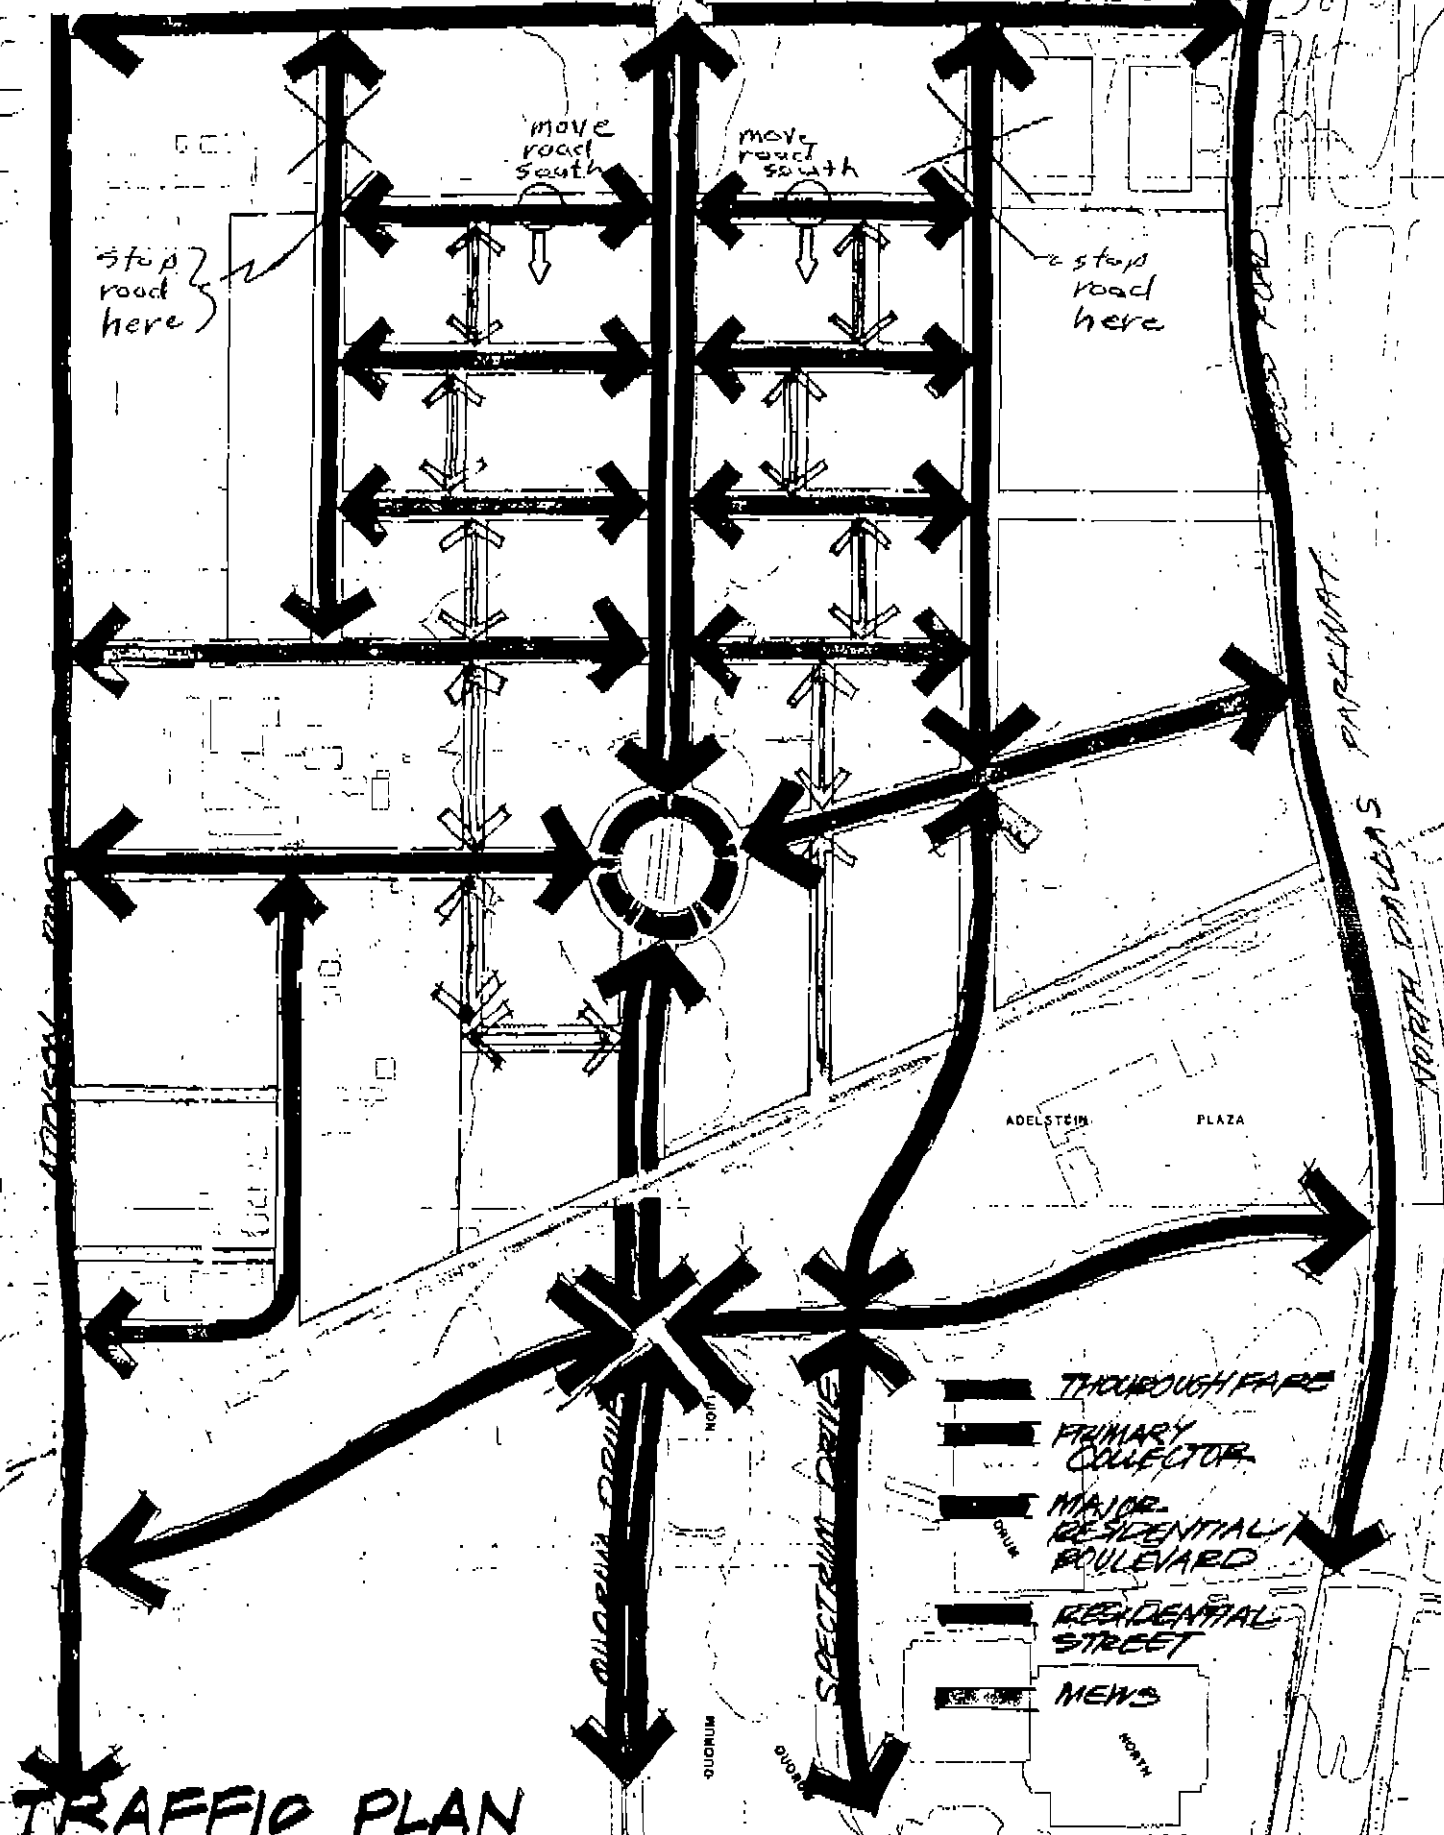 move
road
south
move
road
south
stop
road
here
stop
road
here
NORTH DALLAS PARKWAY
ADDISON ROAD
ADELSTEIN PLAZA
THOUROUGHFARE
PRIMARY
COLLECTOR
MAJOR
RESIDENTIAL
BOULEVARD
RESIDENTIAL
STREET
MEWS
QUORUM DRIVE
SPECTRUM DRIVE
QUORUM
NORTH
TRAFFIC PLAN